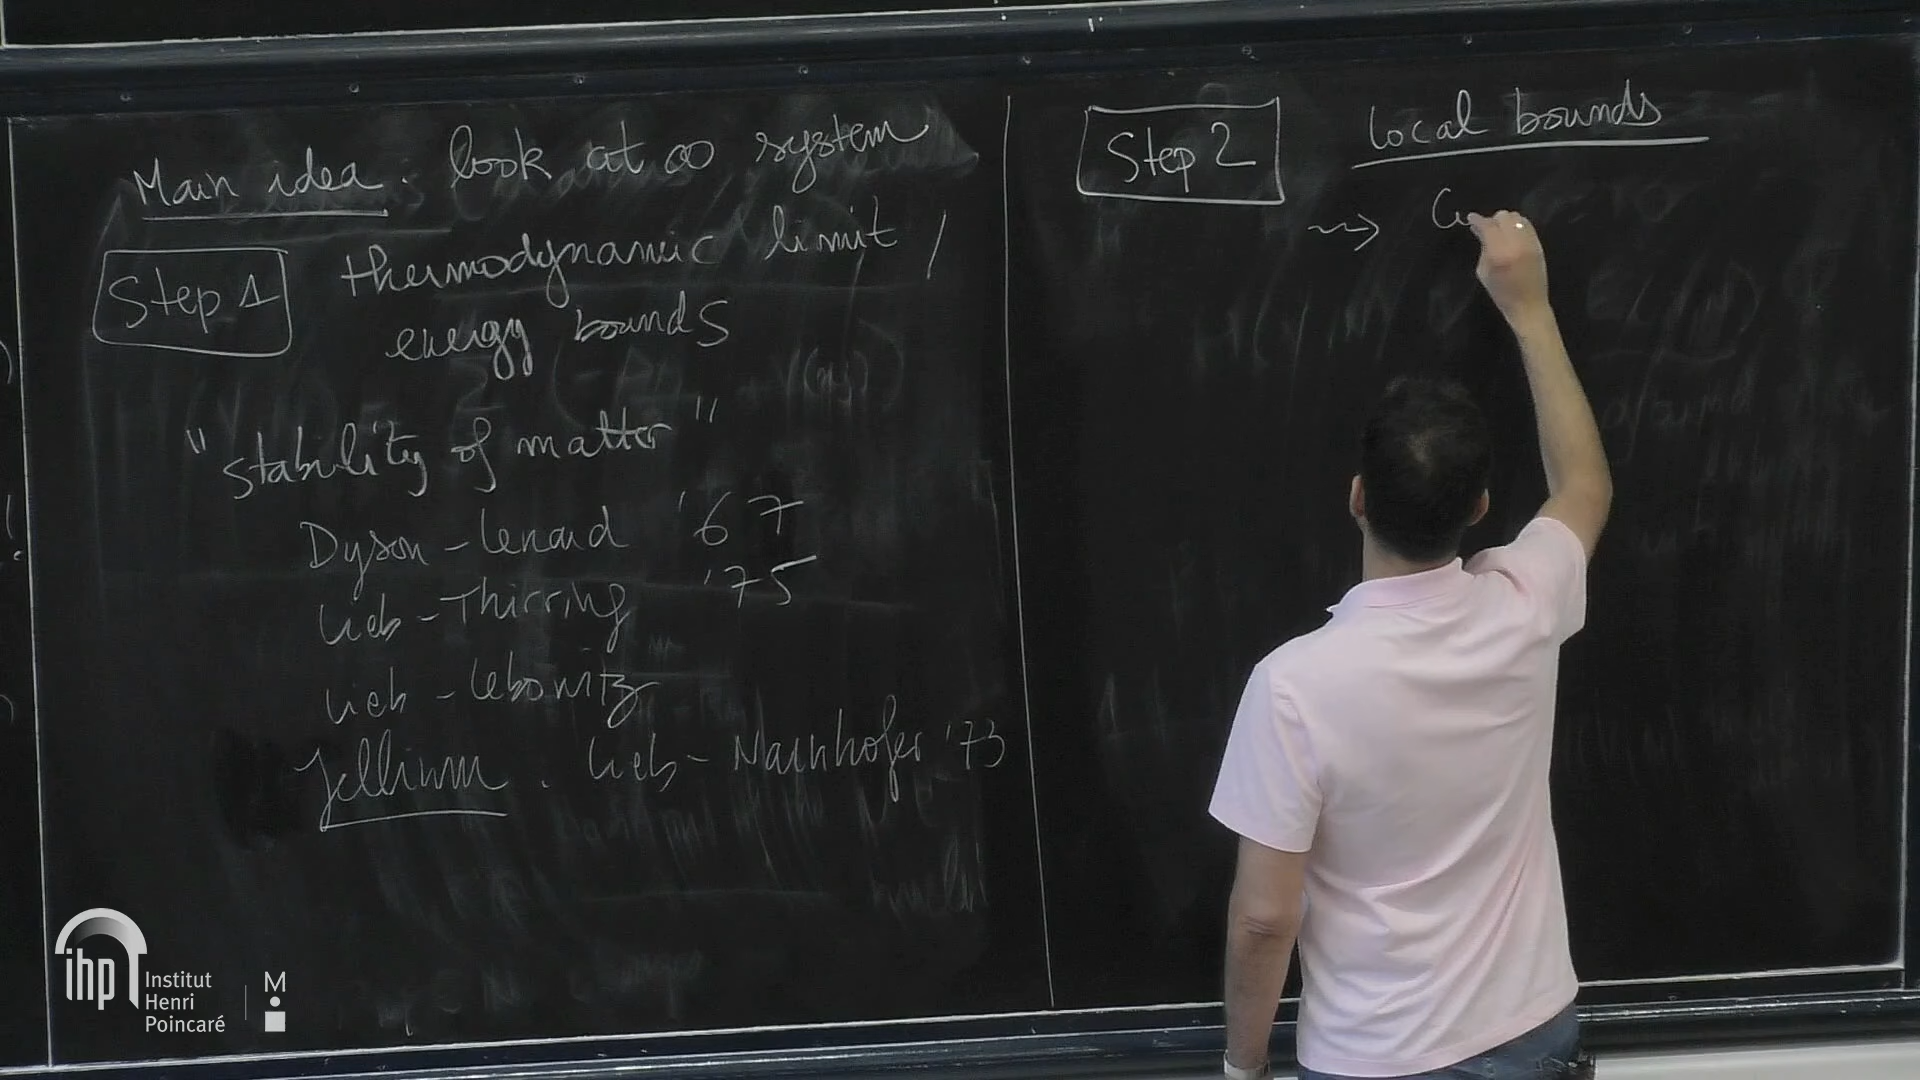 Main idea : look at ∞ system
Step 1 thermodynamic limit /
energy bounds
"stability of matter"
Dyson - Lenard '67
Lieb - Thirring '75
Lieb - Lebowitz
Jellium . Lieb - Narnhofer '73
Step 2 Local bounds
⇝
ihp Institut
Henri
Poincaré
M